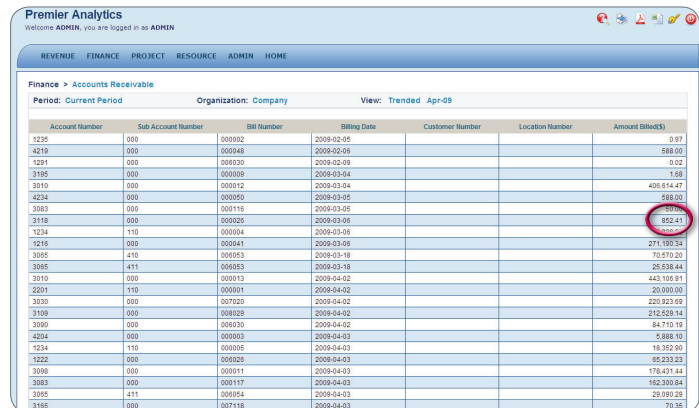 Premier Analytics
Welcome ADMIN, you are logged in as ADMIN
REVENUE FINANCE PROJECT RESOURCE ADMIN HOME
Finance > Accounts Receivable
Period: Current Period Organization: Company View: Trended Apr-09
Account Number Sub Account Number Bill Number Billing Date Customer Number Location Number Amount Billed($)
1235 000 000002 2009-02-05 0.97
4219 000 000048 2009-02-06 588.00
1291 000 006030 2009-02-09 0.02
3195 000 000009 2009-03-04 1.68
3010 000 000012 2009-03-04 406,614.47
4234 000 000050 2009-03-05 588.00
3083 000 000116 2009-03-05 50.00
3118 000 000026 2009-03-06 852.41
1234 110 000004 2009-03-06
1216 000 000041 2009-03-06 271,190.34
3065 410 006053 2009-03-18 70,570.20
3065 411 006053 2009-03-18 25,538.44
3010 000 000013 2009-04-02 443,106.91
2201 110 000001 2009-04-02 20,000.00
3030 000 007020 2009-04-02 220,923.69
3109 000 008029 2009-04-02 212,529.14
3090 000 006030 2009-04-02 84,710.19
4204 000 000003 2009-04-03 5,888.10
1234 110 000005 2009-04-03 18,352.90
1222 000 006026 2009-04-03 65,233.23
3098 000 000011 2009-04-03 178,431.44
3083 000 000117 2009-04-03 162,300.84
3065 411 006054 2009-04-03 29,090.29
3165 000 007118 2009-04-03 70.35